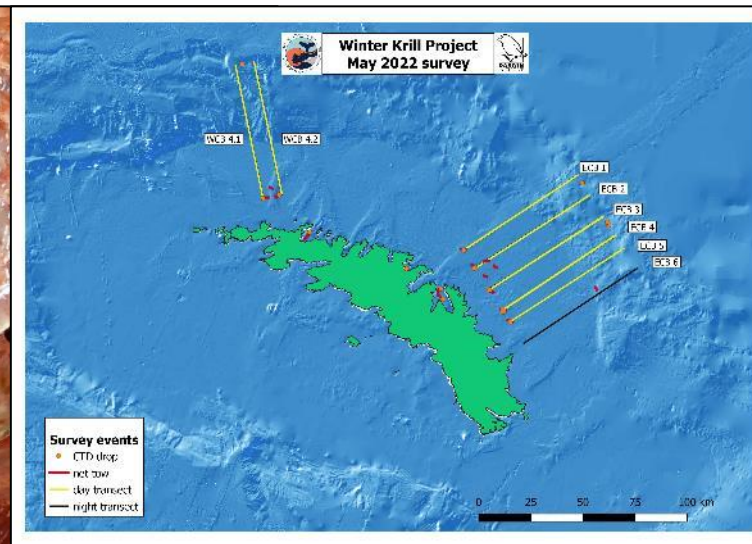 Winter Krill Project
May 2022 survey
WCB 4.1
WCB 4.2
ECB 1
ECB 2
ECB 3
ECB 4
ECB 5
ECB 6
Survey events
CTD drop
net tow
day transect
night transect
0 25 50 75 100 km